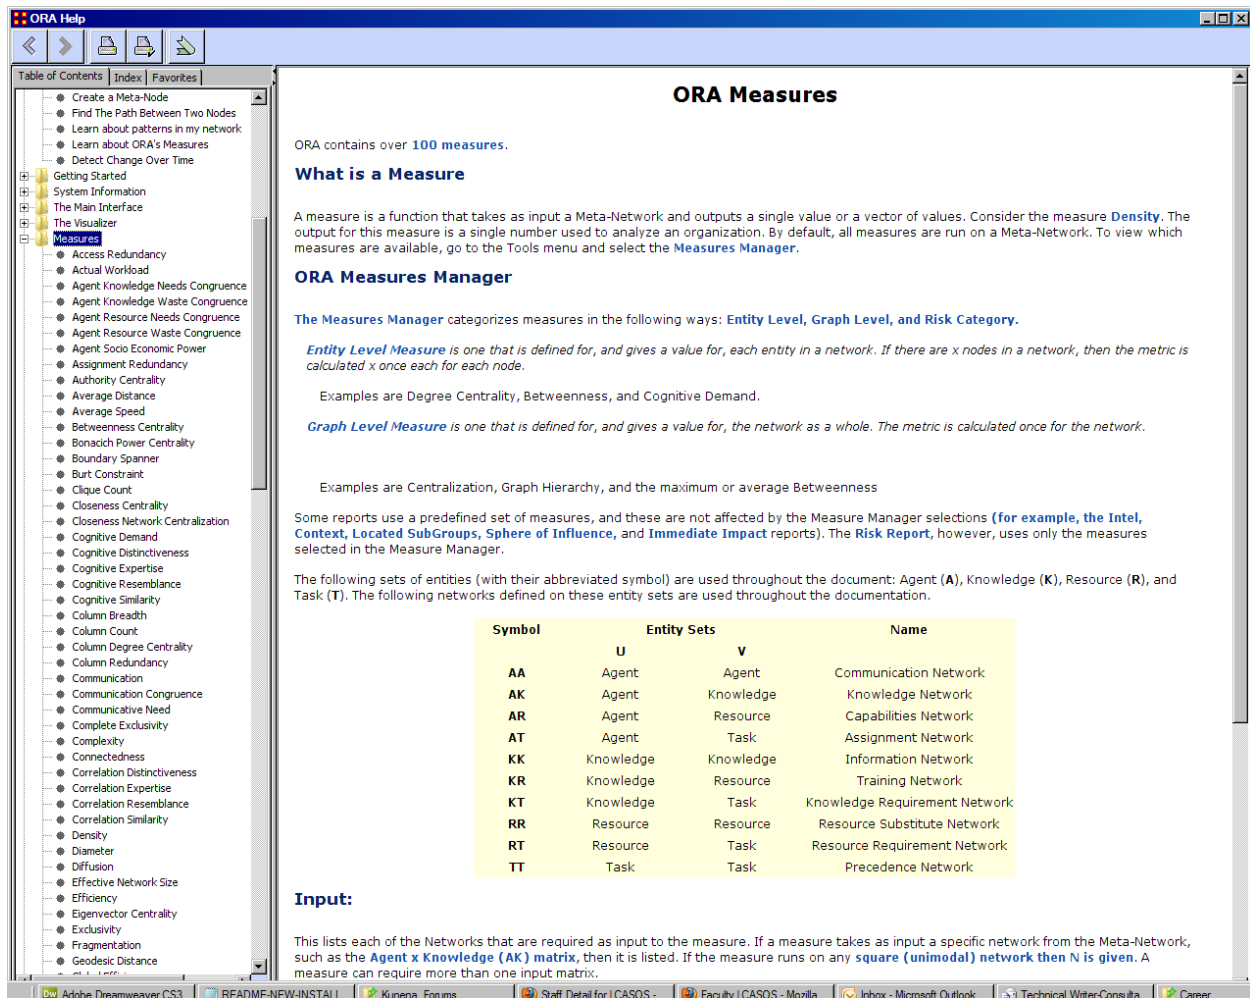 ORA Help
Table of Contents
Index
Favorites
Create a Meta-Node
Find The Path Between Two Nodes
Learn about patterns in my network
Learn about ORA's Measures
Detect Change Over Time
Getting Started
System Information
The Main Interface
The Visualizer
Measures
Access Redundancy
Actual Workload
Agent Knowledge Needs Congruence
Agent Knowledge Waste Congruence
Agent Resource Needs Congruence
Agent Resource Waste Congruence
Agent Socio Economic Power
Assignment Redundancy
Authority Centrality
Average Distance
Average Speed
Betweenness Centrality
Bonacich Power Centrality
Boundary Spanner
Burt Constraint
Clique Count
Closeness Centrality
Closeness Network Centralization
Cognitive Demand
Cognitive Distinctiveness
Cognitive Expertise
Cognitive Resemblance
Cognitive Similarity
Column Breadth
Column Count
Column Degree Centrality
Column Redundancy
Communication
Communication Congruence
Communicative Need
Complete Exclusivity
Complexity
Connectedness
Correlation Distinctiveness
Correlation Expertise
Correlation Resemblance
Correlation Similarity
Density
Diameter
Diffusion
Effective Network Size
Efficiency
Eigenvector Centrality
Exclusivity
Fragmentation
Geodesic Distance
ORA Measures
ORA contains over 100 measures.
What is a Measure
A measure is a function that takes as input a Meta-Network and outputs a single value or a vector of values. Consider the measure Density. The
output for this measure is a single number used to analyze an organization. By default, all measures are run on a Meta-Network. To view which
measures are available, go to the Tools menu and select the Measures Manager.
ORA Measures Manager
The Measures Manager categorizes measures in the following ways: Entity Level, Graph Level, and Risk Category.
Entity Level Measure is one that is defined for, and gives a value for, each entity in a network. If there are x nodes in a network, then the metric is
calculated x once each for each node.
Examples are Degree Centrality, Betweenness, and Cognitive Demand.
Graph Level Measure is one that is defined for, and gives a value for, the network as a whole. The metric is calculated once for the network.
Examples are Centralization, Graph Hierarchy, and the maximum or average Betweenness
Some reports use a predefined set of measures, and these are not affected by the Measure Manager selections (for example, the Intel,
Context, Located SubGroups, Sphere of Influence, and Immediate Impact reports). The Risk Report, however, uses only the measures
selected in the Measure Manager.
The following sets of entities (with their abbreviated symbol) are used throughout the document: Agent (A), Knowledge (K), Resource (R), and
Task (T). The following networks defined on these entity sets are used throughout the documentation.
Symbol Entity Sets Name
U V
AA Agent Agent Communication Network
AK Agent Knowledge Knowledge Network
AR Agent Resource Capabilities Network
AT Agent Task Assignment Network
KK Knowledge Knowledge Information Network
KR Knowledge Resource Training Network
KT Knowledge Task Knowledge Requirement Network
RR Resource Resource Resource Substitute Network
RT Resource Task Resource Requirement Network
TT Task Task Precedence Network
Input:
This lists each of the Networks that are required as input to the measure. If a measure takes as input a specific network from the Meta-Network,
such as the Agent x Knowledge (AK) matrix, then it is listed. If the measure runs on any square (unimodal) network then N is given. A
measure can require more than one input matrix.
Adobe Dreamweaver CS3
README-NEW-INSTALL
Kunena Forums
Staff Detail for | CASOS -
Faculty | CASOS - Mozilla
Inbox - Microsoft Outlook
Technical Writer-Consulta
Career